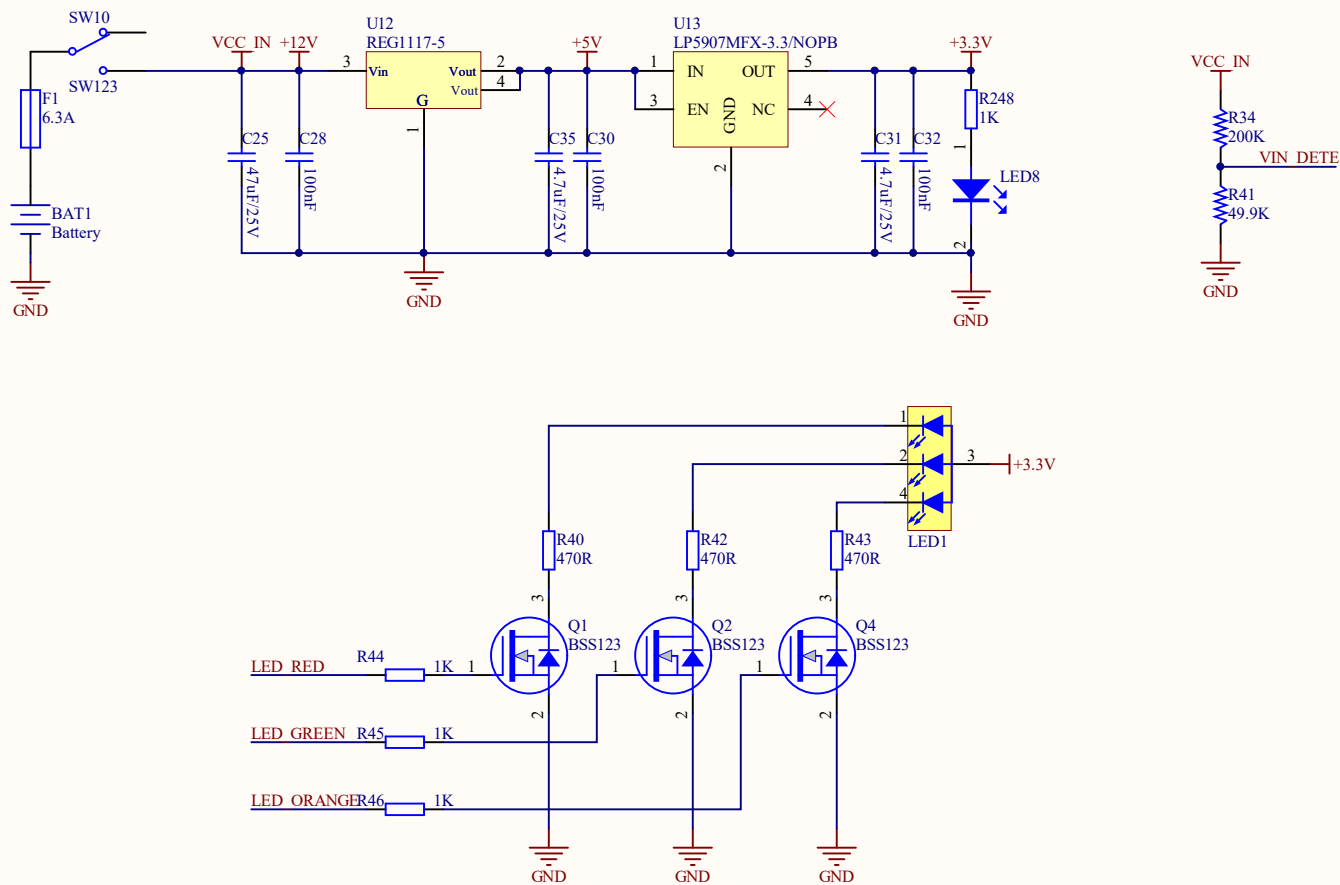 SW10
SW123
F1
6.3A
BAT1
Battery
GND
VCC_IN
+12V
C25
47uF/25V
C28
100nF
U12
REG1117-5
3
Vin
Vout
2
Vout
4
G
1
GND
+5V
C35
4.7uF/25V
C30
100nF
U13
LP5907MFX-3.3/NOPB
1
IN
OUT
5
3
EN
NC
4
GND
2
C31
4.7uF/25V
C32
100nF
+3.3V
R248
1K
1
LED8
2
GND
VCC_IN
R34
200K
VIN_DETE
R41
49.9K
GND
1
2
3
4
+3.3V
LED1
R40
470R
R42
470R
R43
470R
3
Q1
BSS123
1
2
3
Q2
BSS123
1
2
3
Q4
BSS123
1
2
LED_RED
R44
1K
LED_GREEN
R45
1K
LED_ORANGE
R46
1K
GND
GND
GND